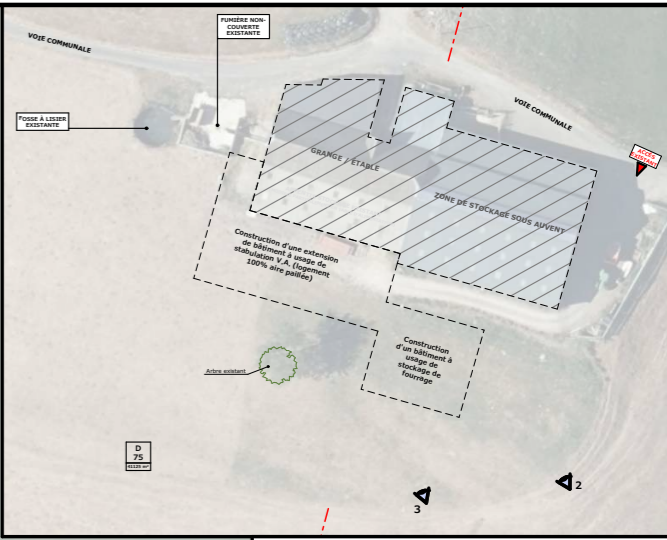 FUMIÈRE NON-
COUVERTE
EXISTANTE
VOIE COMMUNALE
FOSSE À LISIER
EXISTANTE
VOIE COMMUNALE
ACCÈS
EXISTANT
GRANGE / ÉTABLE
ZONE DE STOCKAGE SOUS AUVENT
Construction d'une extension
de bâtiment à usage de
stabulation V.A. (logement
100% aire paillée)
Construction
d'un bâtiment à
usage de
stockage de
fourrage
Arbre existant
D
75
41125 m²
2
3